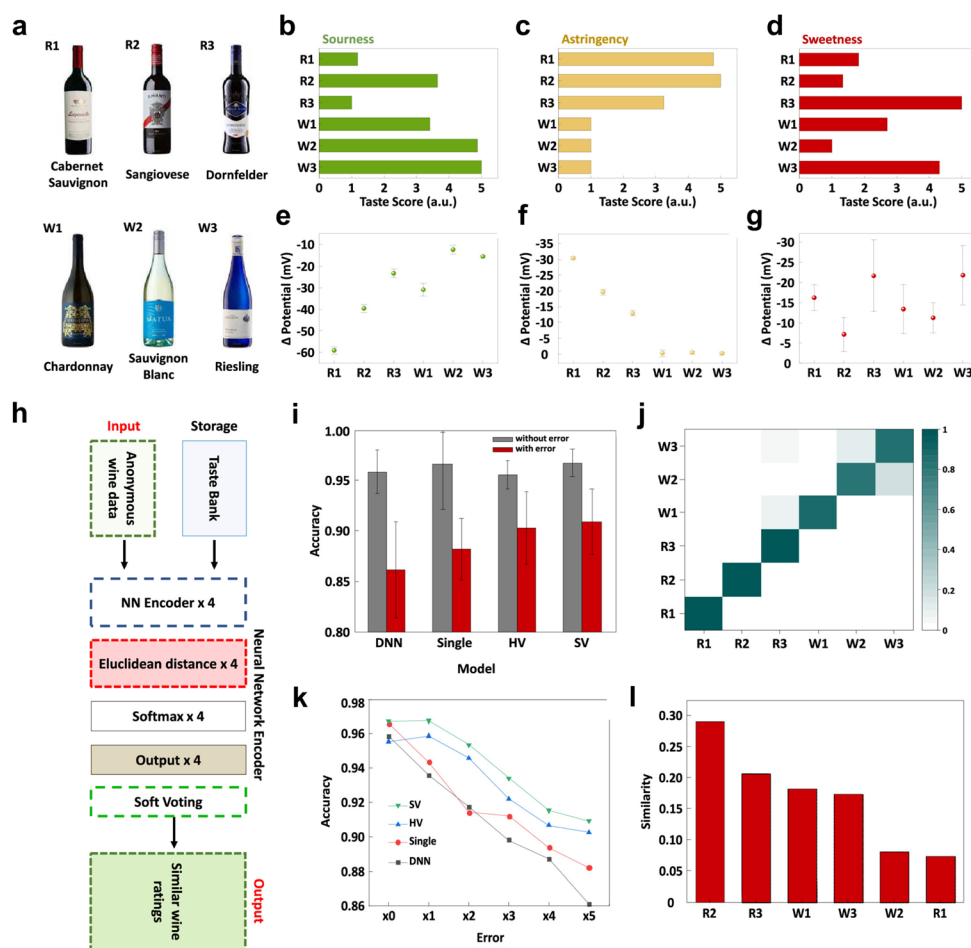 a
R1
R2
R3
Cabernet
Sauvignon
Sangiovese
Dornfelder
W1
W2
W3
MATUA
Chardonnay
Sauvignon
Blanc
Riesling
b
Sourness
R1
R2
R3
W1
W2
W3
0 1 2 3 4 5
Taste Score (a.u.)
c
Astringency
R1
R2
R3
W1
W2
W3
0 1 2 3 4 5
Taste Score (a.u.)
d
Sweetness
R1
R2
R3
W1
W2
W3
0 1 2 3 4 5
Taste Score (a.u.)
e
Δ Potential (mV)
-10
-20
-30
-40
-50
-60
R1 R2 R3 W1 W2 W3
f
Δ Potential (mV)
-35
-30
-25
-20
-15
-10
-5
0
R1 R2 R3 W1 W2 W3
g
Δ Potential (mV)
-30
-25
-20
-15
-10
-5
0
R1 R2 R3 W1 W2 W3
h
Input
Storage
Anonymous
wine data
Taste Bank
NN Encoder x 4
Eluclidean distance x 4
Softmax x 4
Output x 4
Soft Voting
Neural Network Encoder
Similar wine
ratings
Output
i
Accuracy
1.00
0.95
0.90
0.85
0.80
without error
with error
DNN Single HV SV
Model
j
W3
W2
W1
R3
R2
R1
R1 R2 R3 W1 W2 W3
1
0.8
0.6
0.4
0.2
0
k
Accuracy
0.98
0.96
0.94
0.92
0.90
0.88
0.86
SV
HV
Single
DNN
x0 x1 x2 x3 x4 x5
Error
l
Similarity
0.30
0.25
0.20
0.15
0.10
0.05
0
R2 R3 W1 W3 W2 R1